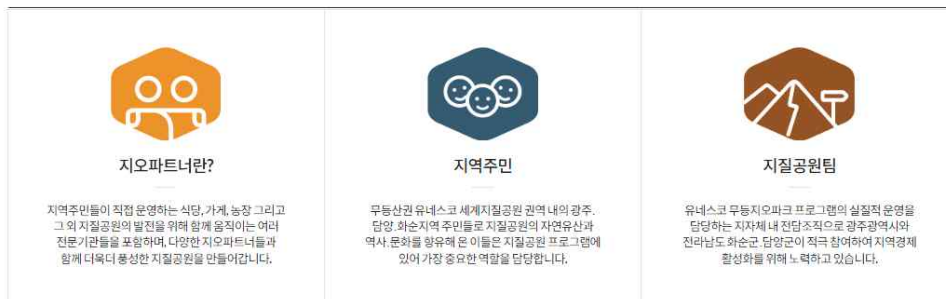 지오파트너란?
지역주민들이 직접 운영하는 식당, 가게, 농장 그리고
그 외 지질공원의 발전을 위해 함께 움직이는 여러
전문기관들을 포함하며, 다양한 지오파트너들과
함께 더욱더 풍성한 지질공원을 만들어갑니다.
지역주민
무등산권 유네스코 세계지질공원 권역 내의 광주.
담양.화순지역 주민들로 지질공원의 자연유산과
역사.문화를 향유해 온 이들은 지질공원 프로그램에
있어 가장 중요한 역할을 담당합니다.
지질공원팀
유네스코 무등지오파크 프로그램의 실질적 운영을
담당하는 지자체 내 전담조직으로 광주광역시와
전라남도 화순군.담양군이 적극 참여하여 지역경제
활성화를 위해 노력하고 있습니다.